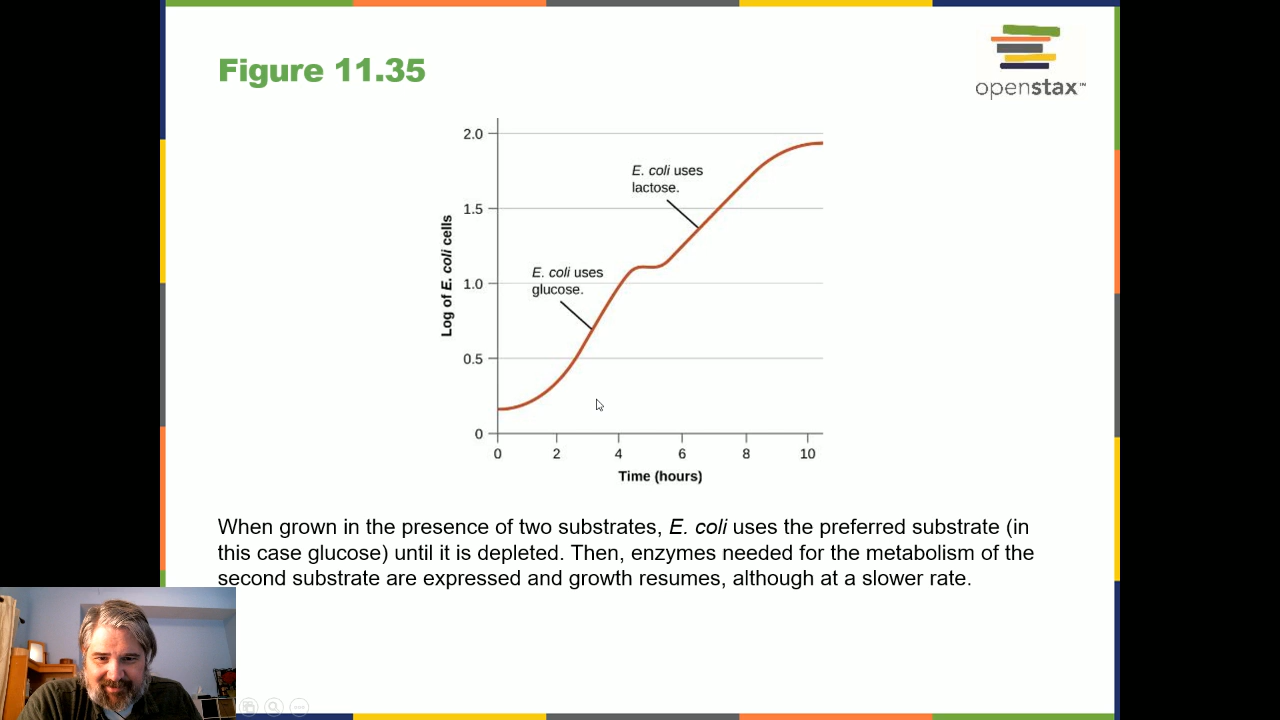 Figure 11.35
openstax™
2.0
1.5
1.0
0.5
0
Log of E. coli cells
E. coli uses
lactose.
E. coli uses
glucose.
0 2 4 6 8 10
Time (hours)
When grown in the presence of two substrates, E. coli uses the preferred substrate (in
this case glucose) until it is depleted. Then, enzymes needed for the metabolism of the
second substrate are expressed and growth resumes, although at a slower rate.